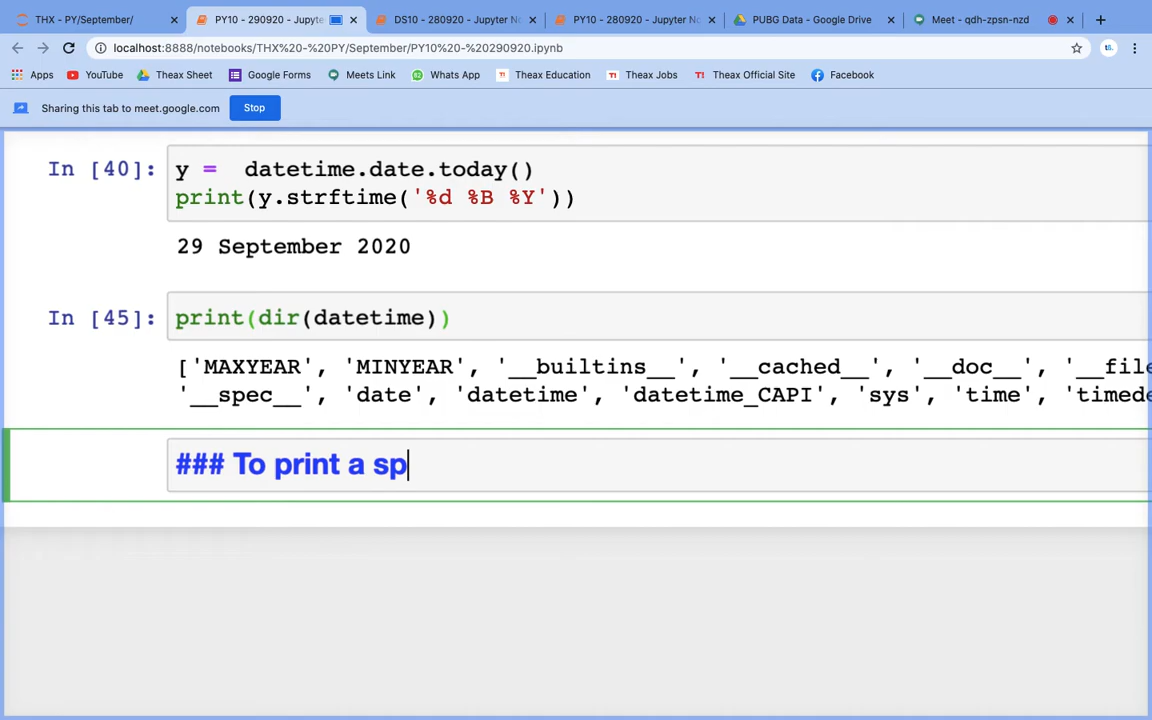 THX - PY/September/ PY10 - 290920 - Jupyte DS10 - 280920 - Jupyter No PY10 - 280920 - Jupyter No PUBG Data - Google Drive Meet - qdh-zpsn-nzd
localhost:8888/notebooks/THX%20-%20PY/September/PY10%20-%20290920.ipynb
Apps YouTube Theax Sheet Google Forms Meets Link Whats App Theax Education Theax Jobs Theax Official Site Facebook
Sharing this tab to meet.google.com Stop
In [40]: y = datetime.date.today()
print(y.strftime('%d %B %Y'))
29 September 2020
In [45]: print(dir(datetime))
['MAXYEAR', 'MINYEAR', '__builtins__', '__cached__', '__doc__', '__file
'__spec__', 'date', 'datetime', 'datetime_CAPI', 'sys', 'time', 'timede
### To print a sp